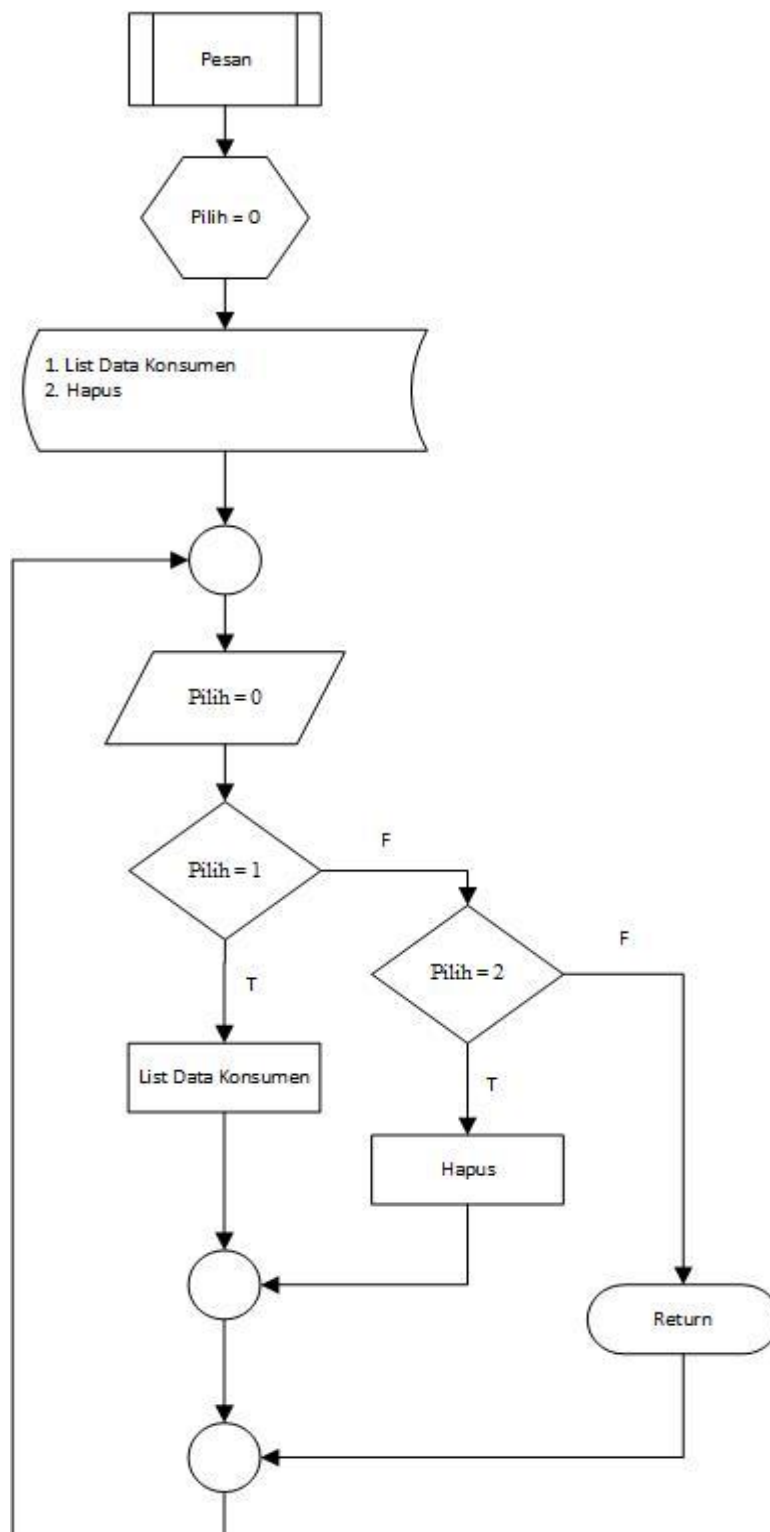 Pesan
Pilih = 0
1. List Data Konsumen
2. Hapus
Pilih = 0
Pilih = 1
F
Pilih = 2
F
T
List Data Konsumen
T
Hapus
Return